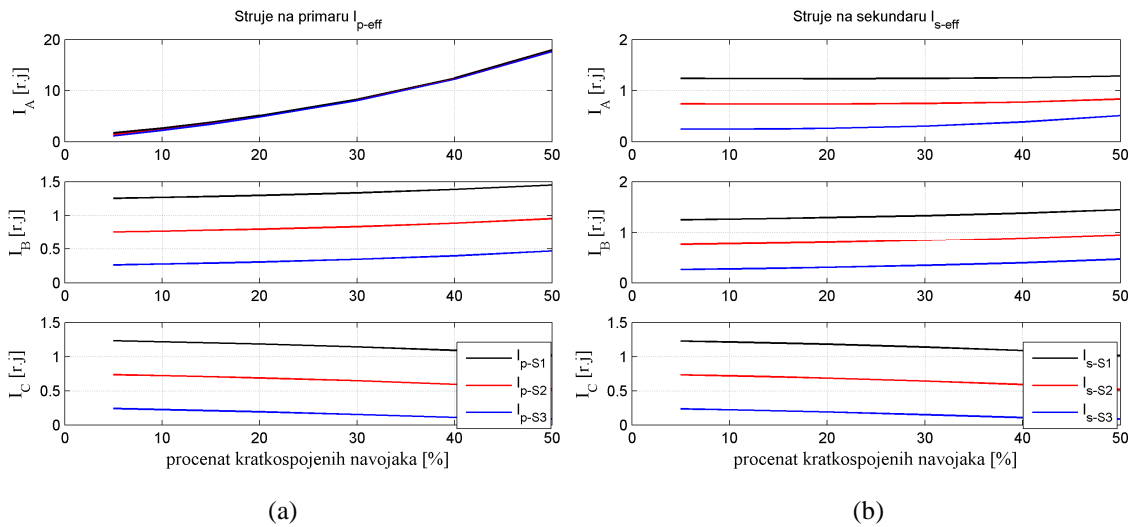 Struje na primaru I_p-eff
I_A [r.j]
20
10
0
0 10 20 30 40 50
I_B [r.j]
1.5
1
0.5
0
0 10 20 30 40 50
I_C [r.j]
1.5
1
0.5
0
0 10 20 30 40 50
I_p-S1
I_p-S2
I_p-S3
procenat kratkospojenih navojaka [%]
(a)
Struje na sekundaru I_s-eff
I_A [r.j]
2
1
0
0 10 20 30 40 50
I_B [r.j]
2
1
0
0 10 20 30 40 50
I_C [r.j]
1.5
1
0.5
0
0 10 20 30 40 50
I_s-S1
I_s-S2
I_s-S3
procenat kratkospojenih navojaka [%]
(b)